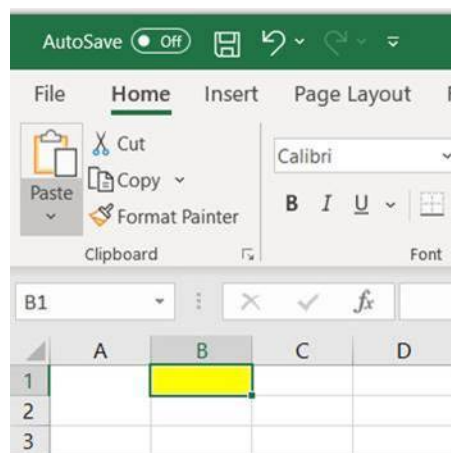 AutoSave Off
File Home Insert Page Layout
Cut
Calibri
Copy
Paste
B I U
Format Painter
Clipboard Font
B1 fx
A B C D
1
2
3